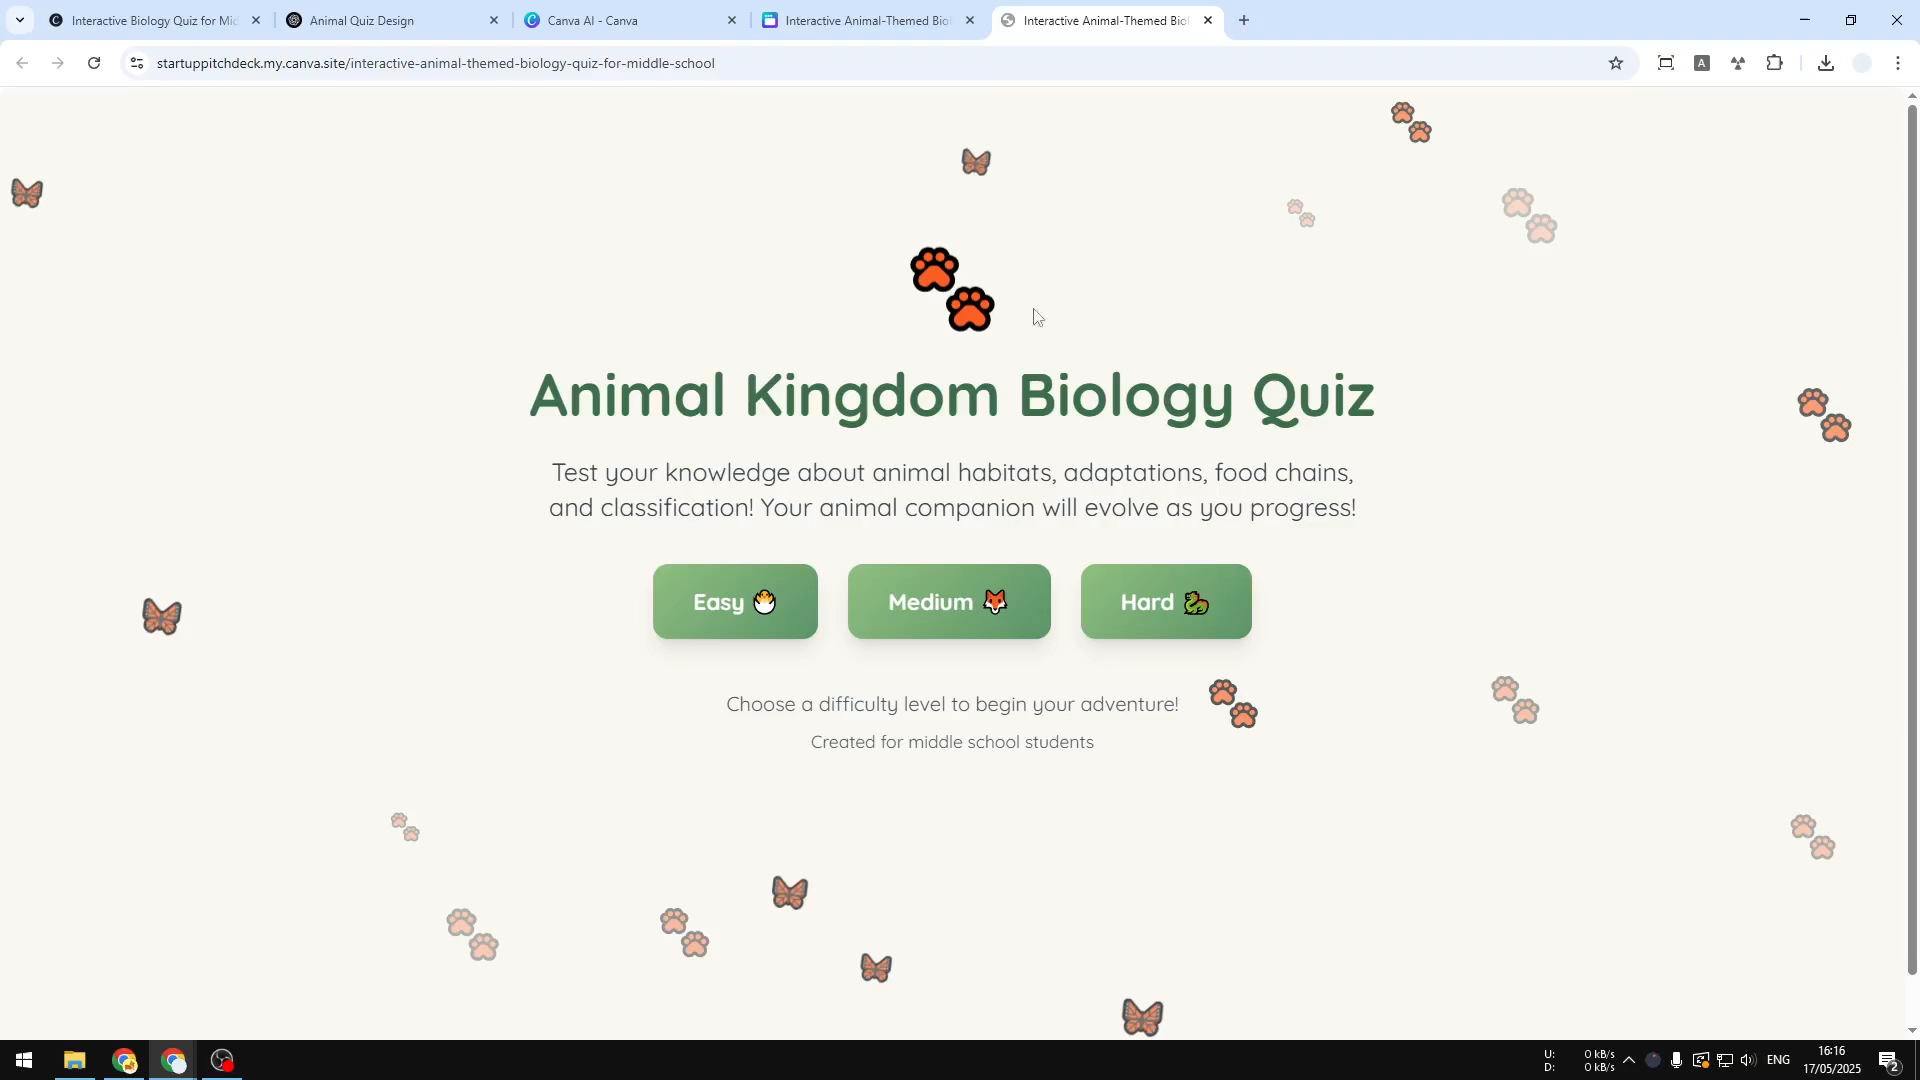 Interactive Biology Quiz for Mid
Animal Quiz Design
Canva AI - Canva
Interactive Animal-Themed Biol
Interactive Animal-Themed Biol
startuppitchdeck.my.canva.site/interactive-animal-themed-biology-quiz-for-middle-school
A
Animal Kingdom Biology Quiz
Test your knowledge about animal habitats, adaptations, food chains,
and classification! Your animal companion will evolve as you progress!
Easy
Medium
Hard
Choose a difficulty level to begin your adventure!
Created for middle school students
U: 0 kB/s
D: 0 kB/s
ENG
16:16
17/05/2025
2